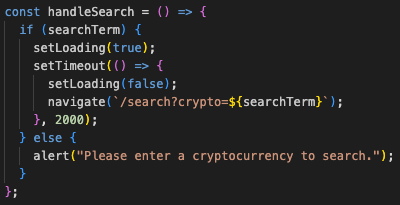 const handleSearch = () => {
  if (searchTerm) {
    setLoading(true);
    setTimeout(() => {
      setLoading(false);
      navigate(`/search?crypto=${searchTerm}`);
    }, 2000);
  } else {
    alert("Please enter a cryptocurrency to search.");
  }
};